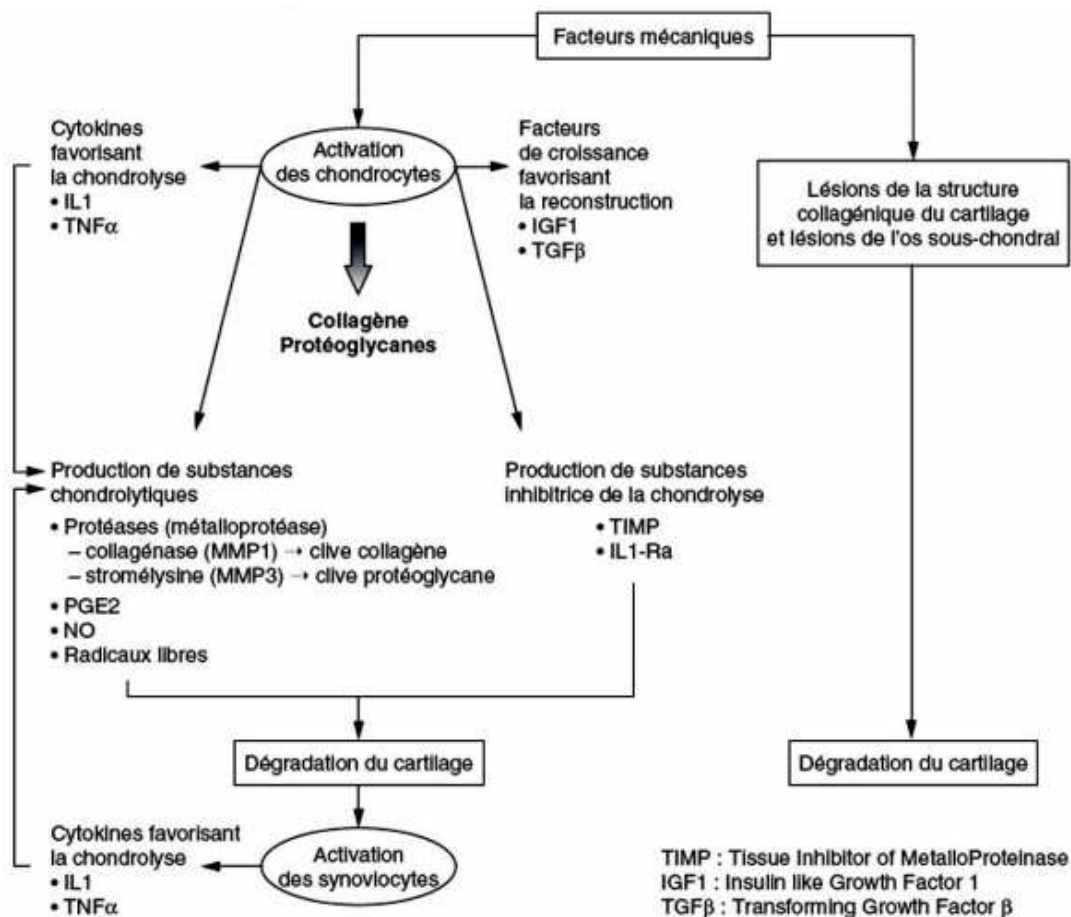 Facteurs mécaniques
Cytokines
favorisant
la chondrolyse
• IL1
• TNFα
Activation
des chondrocytes
Facteurs
de croissance
favorisant
la reconstruction
• IGF1
• TGFβ
Lésions de la structure
collagénique du cartilage
et lésions de l'os sous-chondral
Collagène
Protéoglycanes
Production de substances
chondrolytiques
• Protéases (métalloprotéase)
– collagénase (MMP1) → clive collagène
– stromélysine (MMP3) → clive protéoglycane
• PGE2
• NO
• Radicaux libres
Production de substances
inhibitrice de la chondrolyse
• TIMP
• IL1-Ra
Dégradation du cartilage
Dégradation du cartilage
Cytokines favorisant
la chondrolyse
• IL1
• TNFα
Activation
des synoviocytes
TIMP : Tissue Inhibitor of MetalloProteinase
IGF1 : Insulin like Growth Factor 1
TGFβ : Transforming Growth Factor β